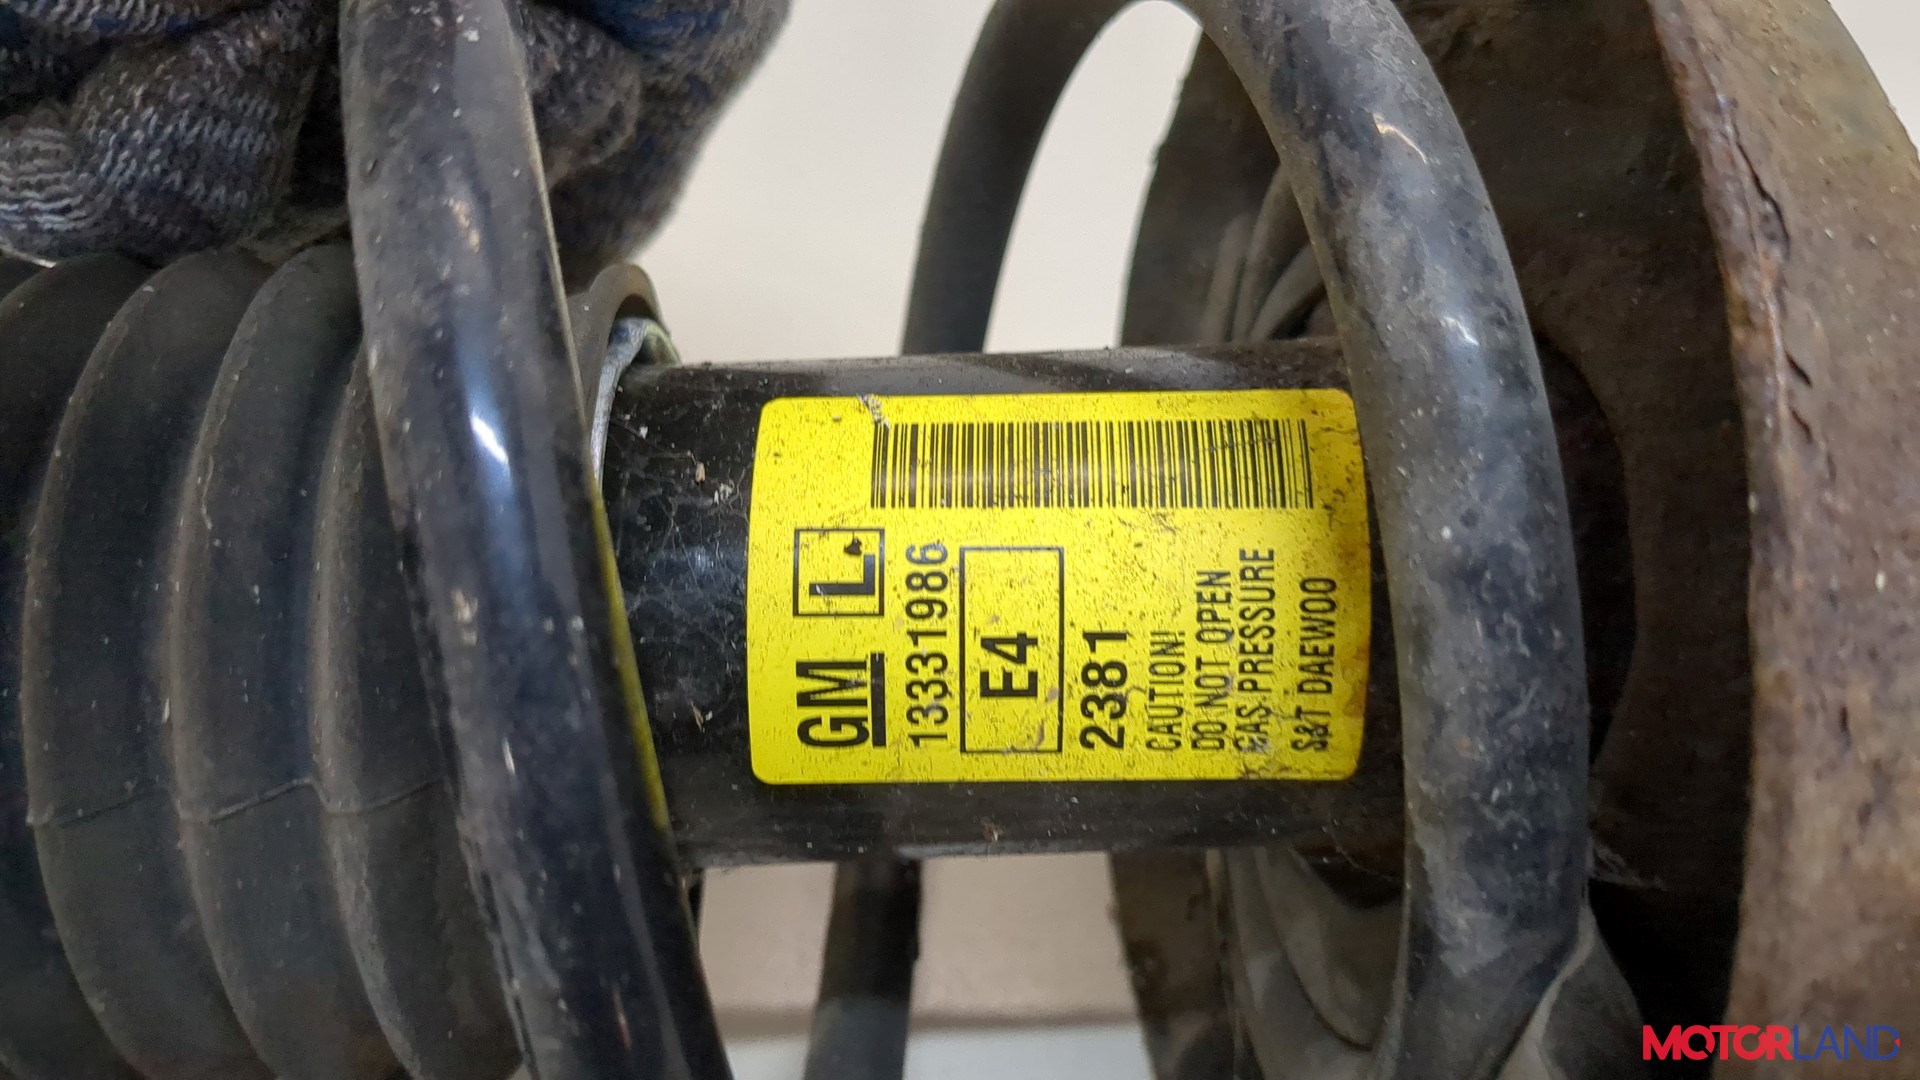 GM L
13331986
E4
2381
CAUTION!
DO NOT OPEN
GAS PRESSURE
S&T DAEWOO
MOTORLAND